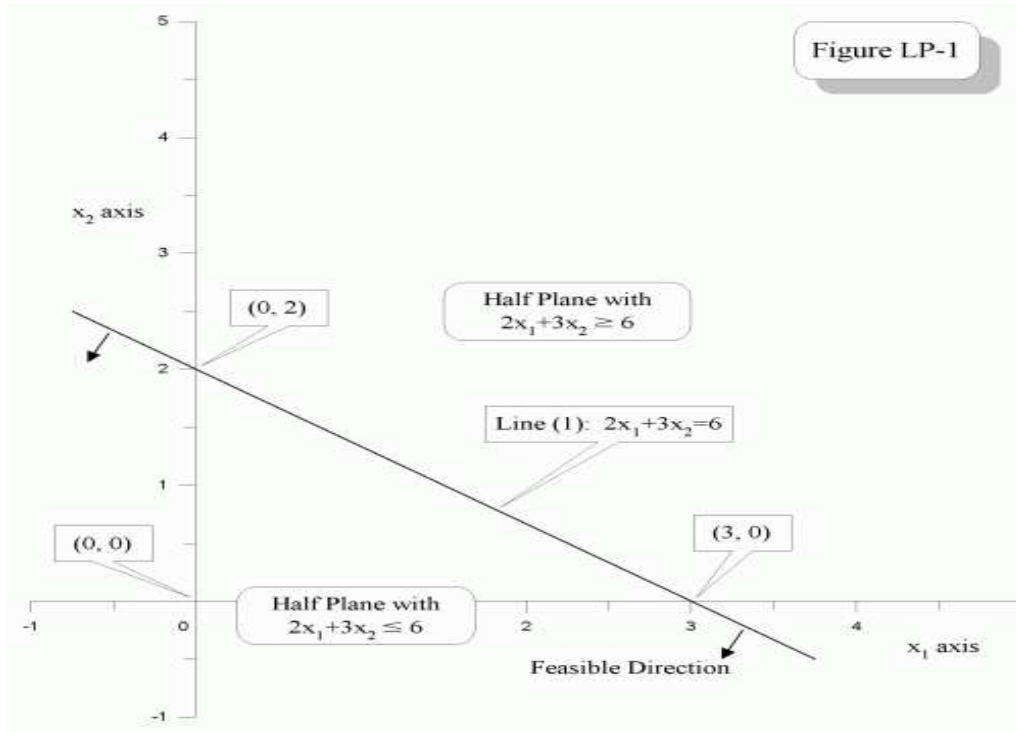 5
Figure LP-1
4
x₂ axis
3
(0, 2)
Half Plane with
2x₁+3x₂ ≥ 6
2
Line (1): 2x₁+3x₂=6
1
(0, 0)
(3, 0)
Half Plane with
2x₁+3x₂ ≤ 6
-1 0 2 3 4
x₁ axis
Feasible Direction
-1